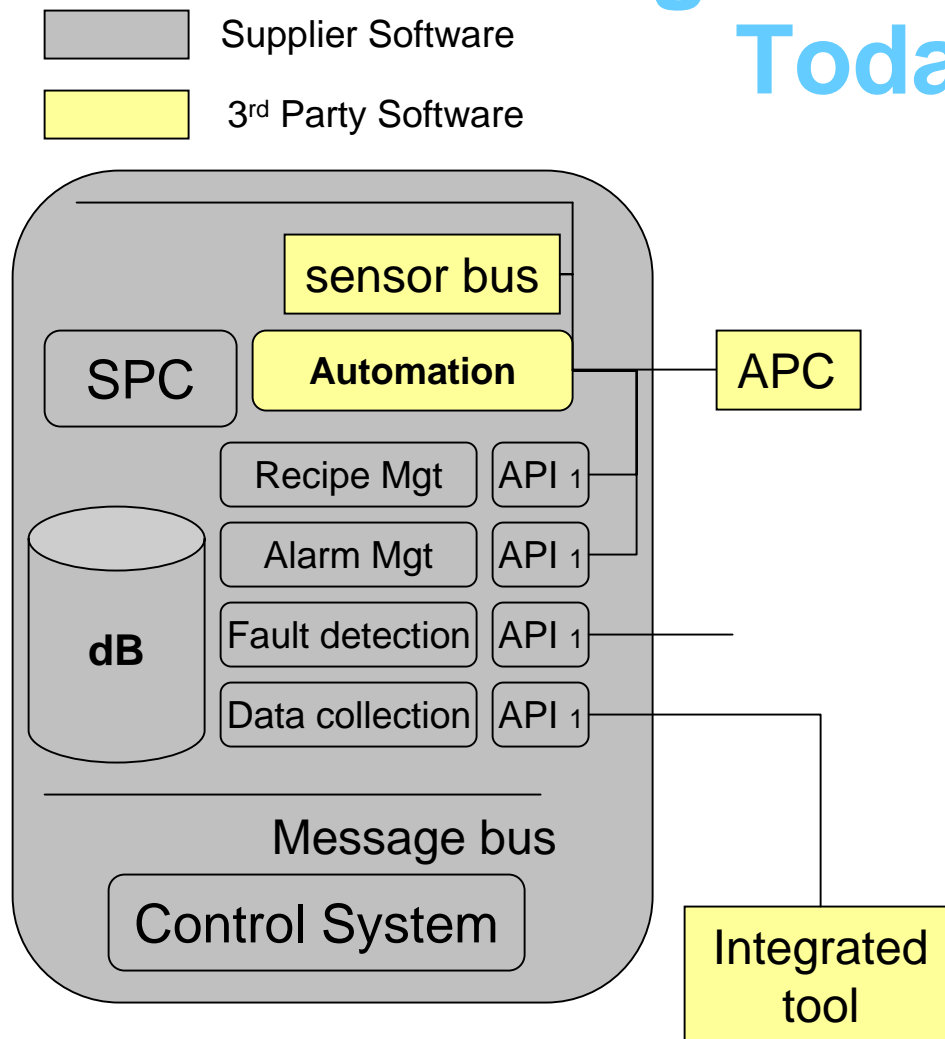 Supplier Software
3rd Party Software
sensor bus
SPC
Automation
APC
Recipe Mgt
API 1
Alarm Mgt
API 1
dB
Fault detection
API 1
Data collection
API 1
Message bus
Control System
Integrated
tool